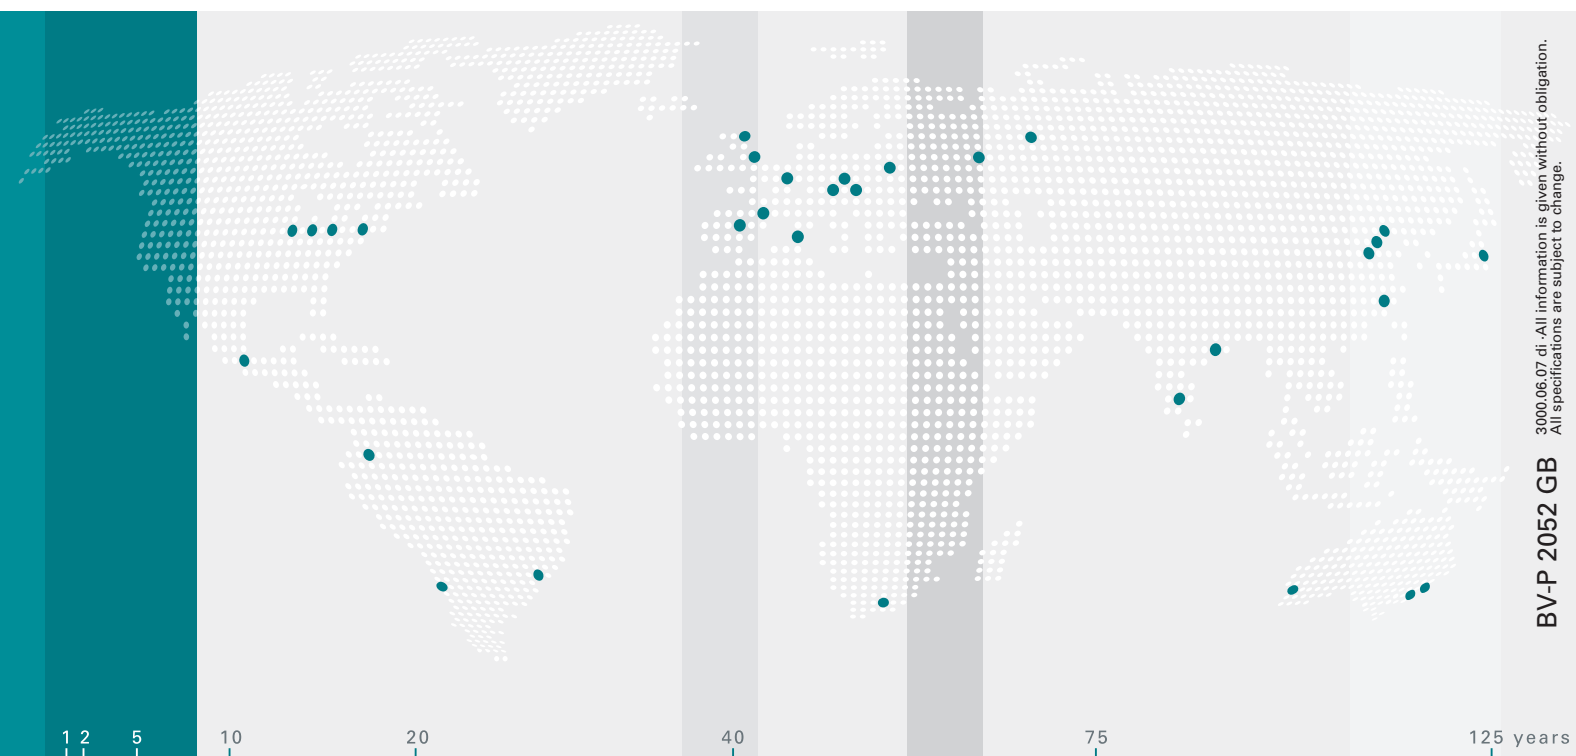 3000.06.07 di ·All information is given without obligation.
All specifications are subject to change.
BV-P 2052 GB
1 2 5 10 20 40 75 125 years